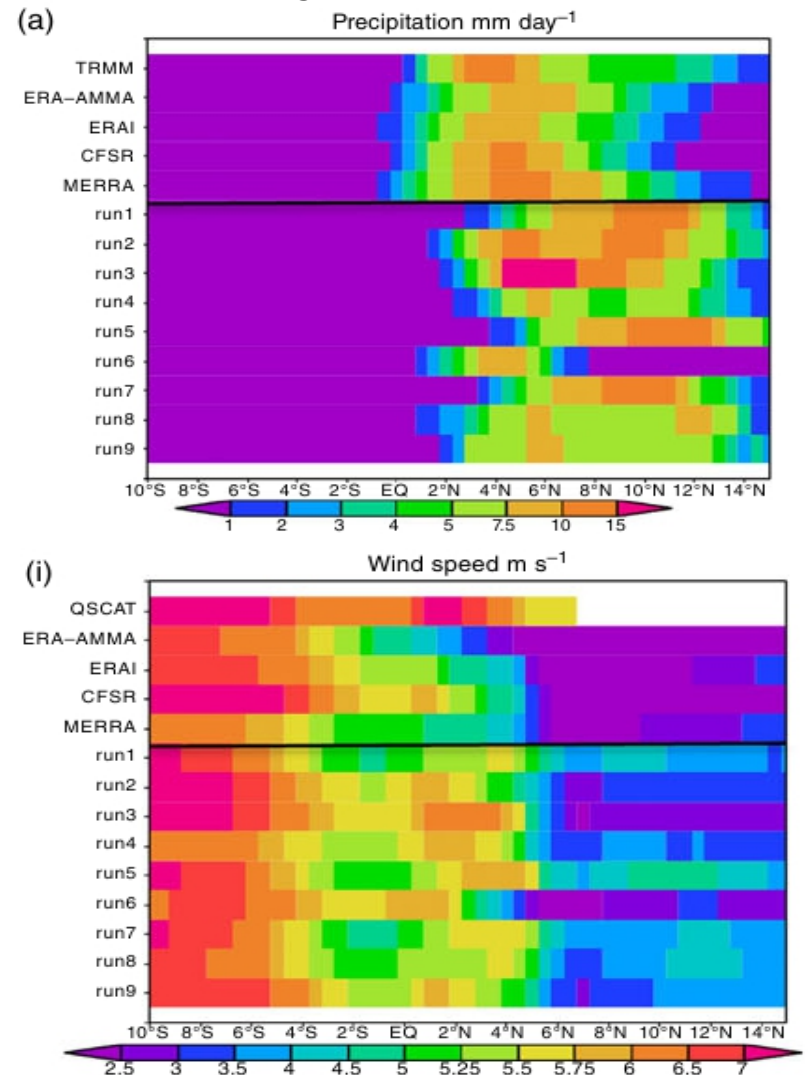 (a)
Precipitation mm day–1
TRMM
ERA–AMMA
ERAI
CFSR
MERRA
run1
run2
run3
run4
run5
run6
run7
run8
run9
10°S 8°S 6°S 4°S 2°S EQ 2°N 4°N 6°N 8°N 10°N 12°N 14°N
1 2 3 4 5 7.5 10 15
(i)
Wind speed m s–1
QSCAT
ERA–AMMA
ERAI
CFSR
MERRA
run1
run2
run3
run4
run5
run6
run7
run8
run9
10°S 8°S 6°S 4°S 2°S EQ 2°N 4°N 6°N 8°N 10°N 12°N 14°N
2.5 3 3.5 4 4.5 5 5.25 5.5 5.75 6 6.5 7